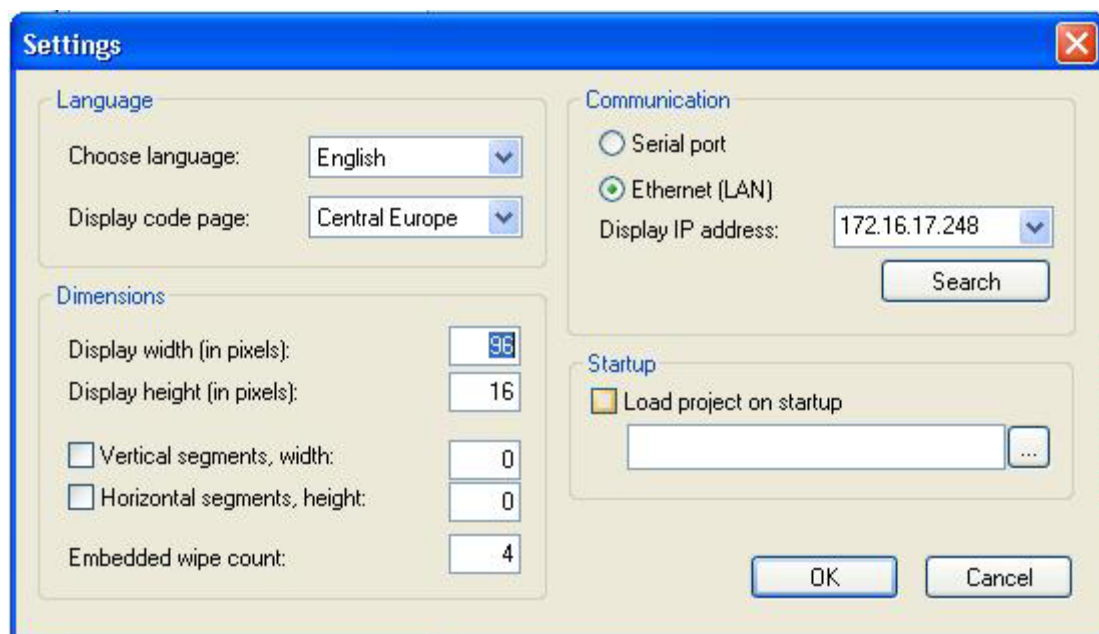 Settings
Language
Choose language: English
Display code page: Central Europe
Dimensions
Display width (in pixels): 96
Display height (in pixels): 16
Vertical segments, width: 0
Horizontal segments, height: 0
Embedded wipe count: 4
Communication
Serial port
Ethernet (LAN)
Display IP address: 172.16.17.248
Search
Startup
Load project on startup
...
OK Cancel